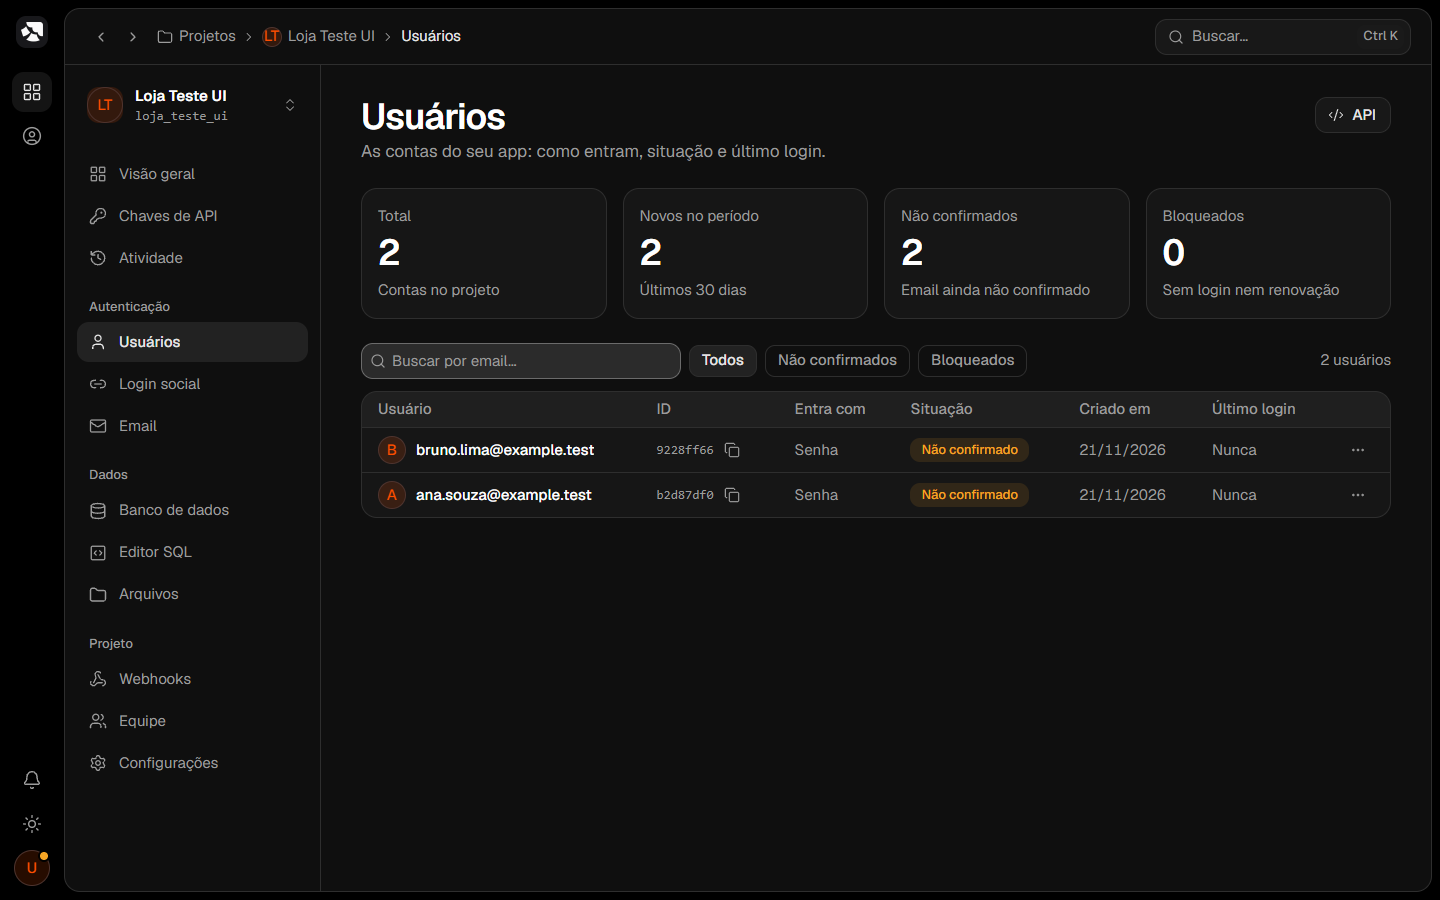 Projetos
LT Loja Teste UI
Usuários
Buscar...
Ctrl K
LT
Loja Teste UI
loja_teste_ui
Visão geral
Chaves de API
Atividade
Autenticação
Usuários
Login social
Email
Dados
Banco de dados
Editor SQL
Arquivos
Projeto
Webhooks
Equipe
Configurações
U
Usuários
API
As contas do seu app: como entram, situação e último login.
Total
2
Contas no projeto
Novos no período
2
Últimos 30 dias
Não confirmados
2
Email ainda não confirmado
Bloqueados
0
Sem login nem renovação
Buscar por email...
Todos
Não confirmados
Bloqueados
2 usuários
Usuário ID Entra com Situação Criado em Último login
B bruno.lima@example.test 9228ff66 Senha Não confirmado 21/11/2026 Nunca
A ana.souza@example.test b2d87df0 Senha Não confirmado 21/11/2026 Nunca